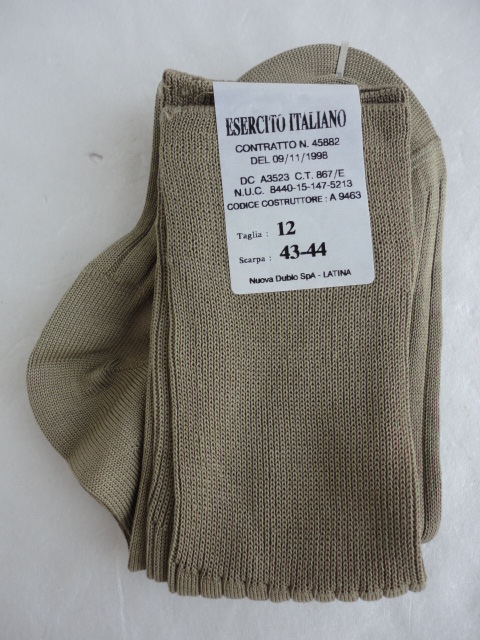 ESERCITO ITALIANO
CONTRATTO N. 45882
DEL 09/11/1998
DC A3523 C.T. 867/E
N.U.C. 8440-15-147-5213
CODICE COSTRUTTORE : A 9463
Taglia : 12
Scarpa : 43-44
Nuova Dublo SpA - LATINA